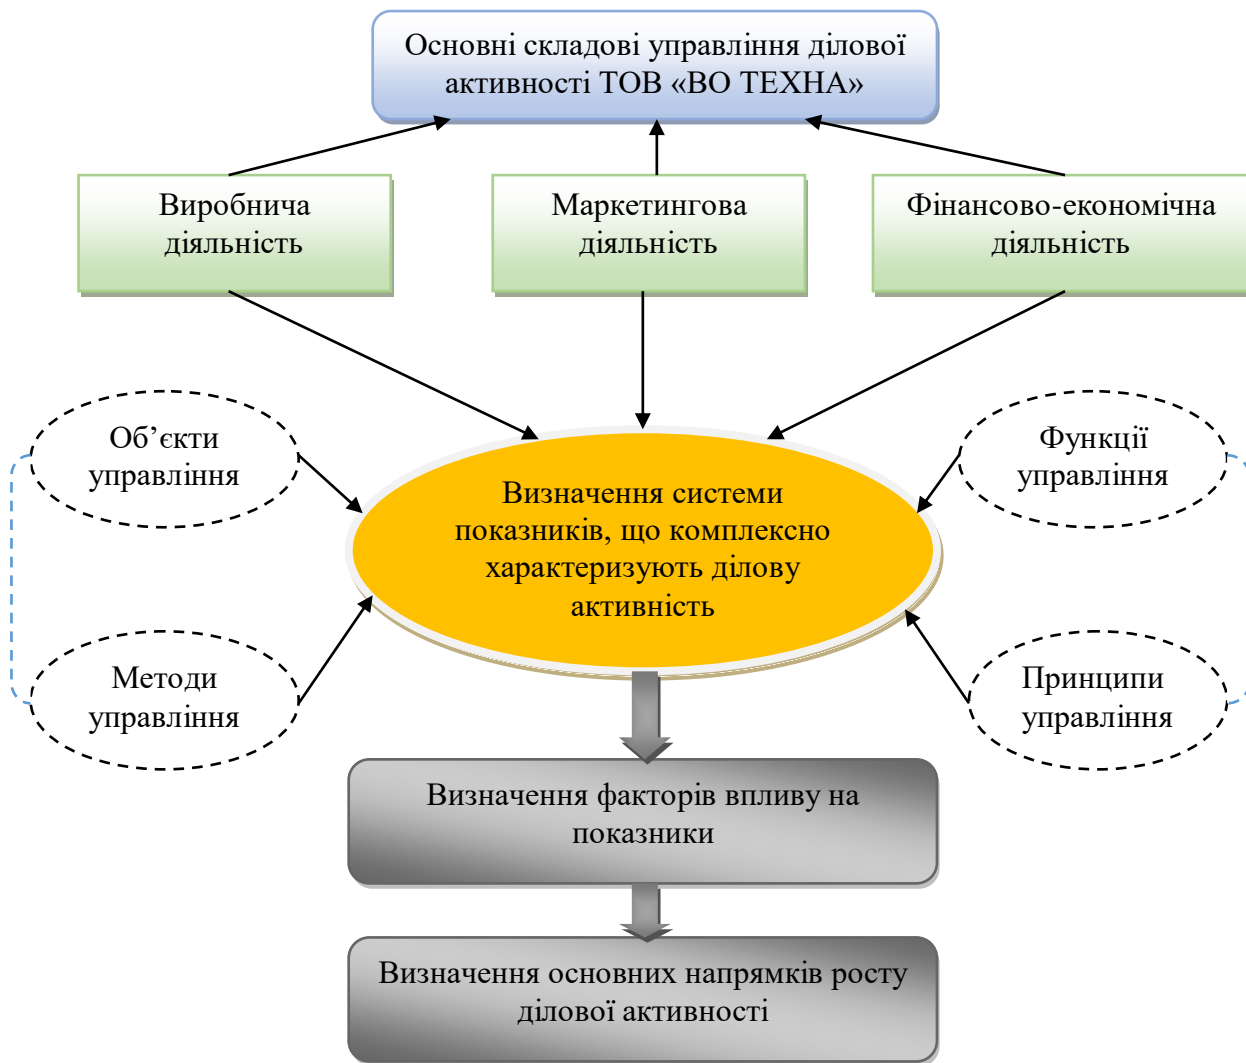 Основні складові управління ділової
активності ТОВ «ВО ТЕХНА»
Виробнича
діяльність
Маркетингова
діяльність
Фінансово-економічна
діяльність
Об’єкти
управління
Функції
управління
Визначення системи
показників, що комплексно
характеризують ділову
активність
Методи
управління
Принципи
управління
Визначення факторів впливу на
показники
Визначення основних напрямків росту
ділової активності